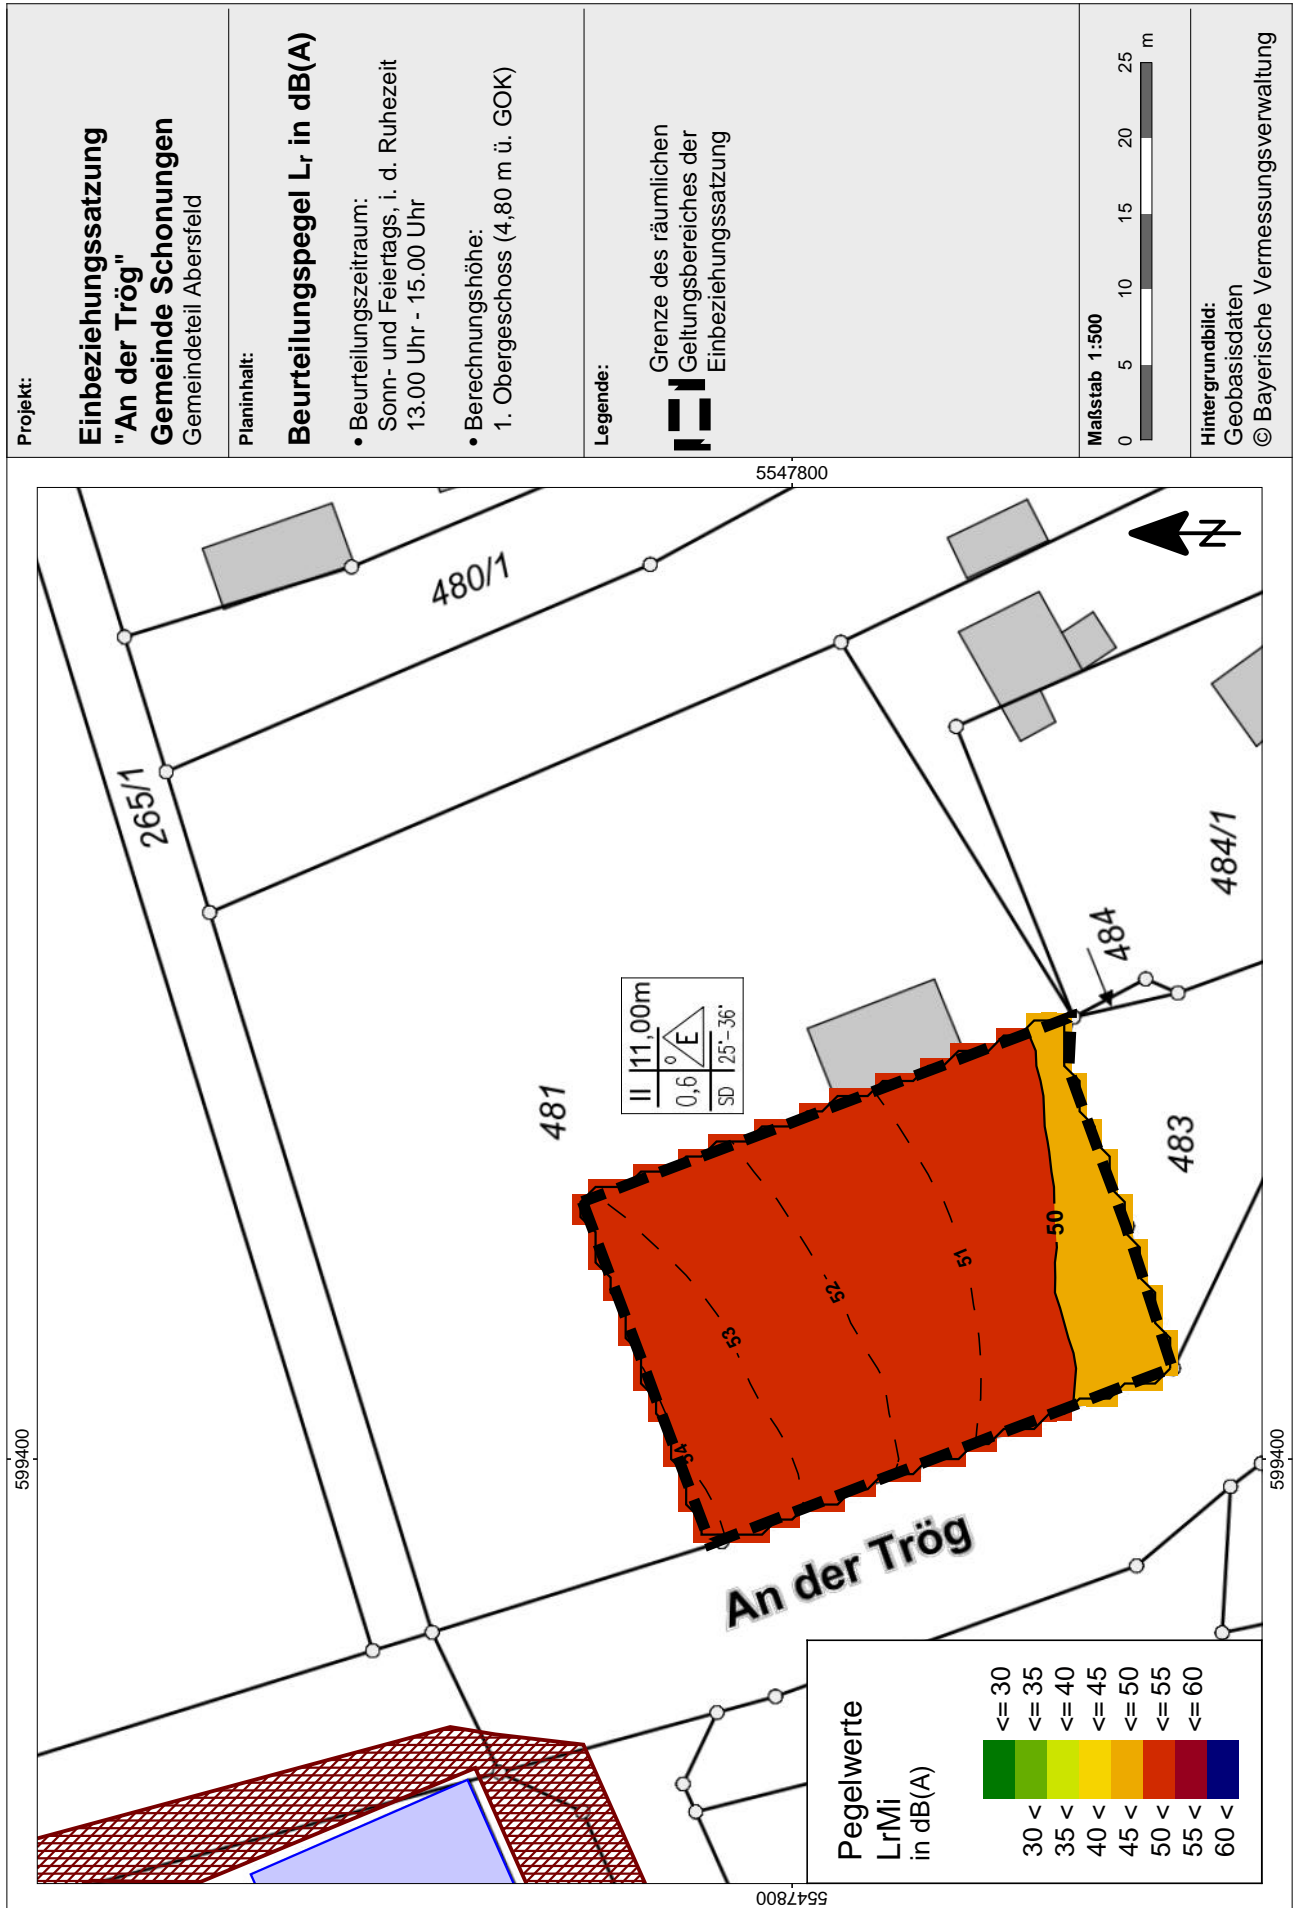 Projekt:
Einbeziehungssatzung
"An der Trög"
Gemeinde Schonungen
Gemeindeteil Abersfeld
Planinhalt:
Beurteilungspegel Lr in dB(A)
• Beurteilungszeitraum:
Sonn- und Feiertags, i. d. Ruhezeit
13.00 Uhr - 15.00 Uhr
• Berechnungshöhe:
1. Obergeschoss (4,80 m ü. GOK)
Legende:
Grenze des räumlichen
Geltungsbereiches der
Einbeziehungssatzung
Maßstab 1:500
0 5 10 15 20 25
m
Hintergrundbild:
Geobasisdaten
© Bayerische Vermessungsverwaltung
599400
599400
5547800
5547800
265/1
480/1
481
II 11,00m
0,6 o E
SD 25°-36°
484
484/1
483
54
53
52
51
50
An der Trög
N
Pegelwerte
LrMi
in dB(A)
<= 30
30 < <= 35
35 < <= 40
40 < <= 45
45 < <= 50
50 < <= 55
55 < <= 60
60 <